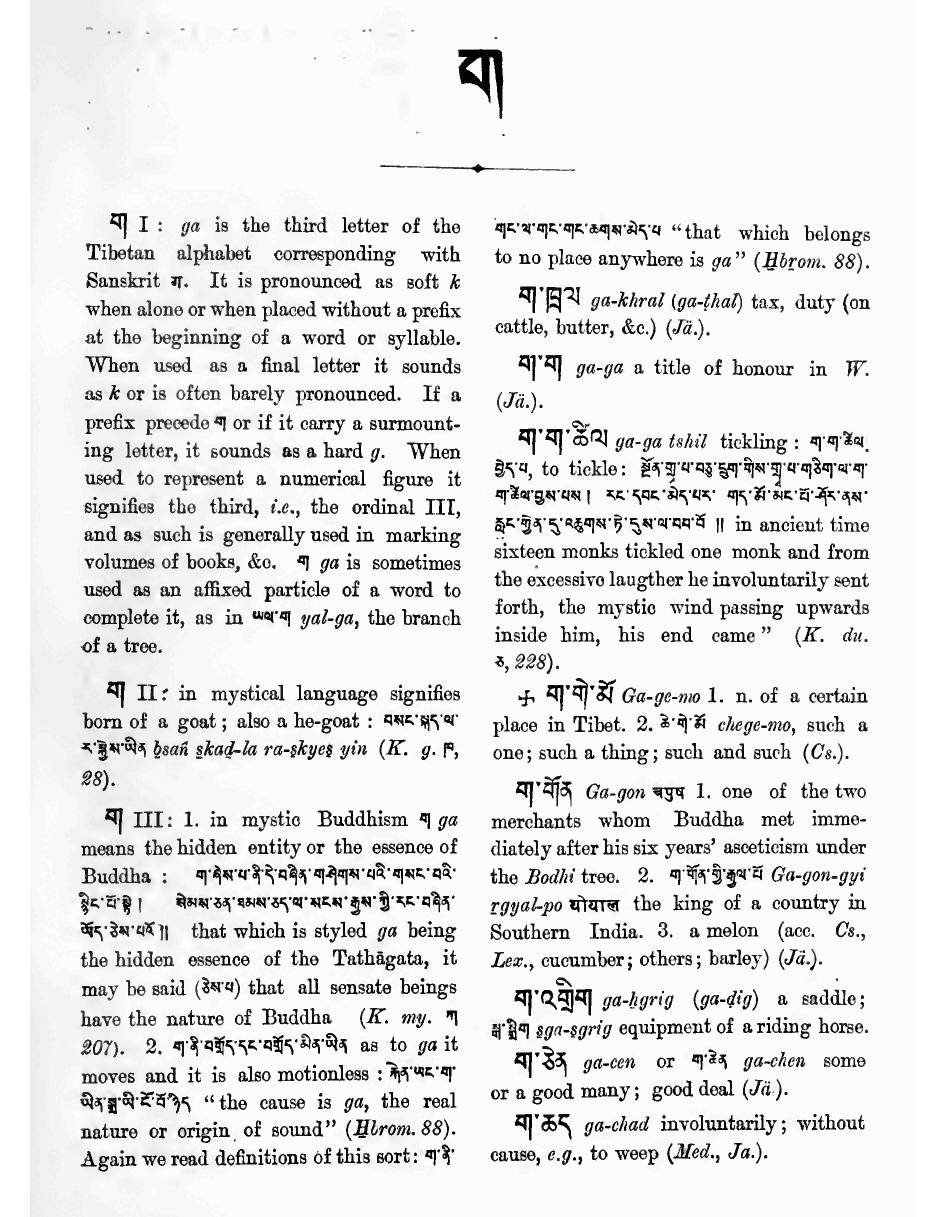 ག
ག I : ga is the third letter of the
Tibetan alphabet corresponding with
Sanskrit ग. It is pronounced as soft k
when alone or when placed without a prefix
at the beginning of a word or syllable.
When used as a final letter it sounds
as k or is often barely pronounced. If a
prefix precede ག or if it carry a surmount-
ing letter, it sounds as a hard g. When
used to represent a numerical figure it
signifies the third, i.e., the ordinal III,
and as such is generally used in marking
volumes of books, &c. ག ga is sometimes
used as an affixed particle of a word to
complete it, as in ཡལ་ག yal-ga, the branch
of a tree.
ག II : in mystical language signifies
born of a goat; also a he-goat : བསང་སྐད་ལ་
ར་སྐྱེས་ཡིན bsañ skad-la ra-skyes yin (K. g. ཁ,
28).
ག III: 1. in mystic Buddhism ག ga
means the hidden entity or the essence of
Buddha : ག་ཞེས་པ་ནི་དེ་བཞིན་གཤེགས་པའི་གསང་བའི་
སྙིང་པོ་སྟེ། སེམས་ཅན་ཐམས་ཅད་ལ་སངས་རྒྱས་ཀྱི་རང་བཞིན་
ཡོད་ཅེས་པའོ༎ that which is styled ga being
the hidden essence of the Tathāgata, it
may be said (ཅེས་པ) that all sensate beings
have the nature of Buddha (K. my. ག
207). 2. ག་ནི་བགྲོད་དང་བགྲོད་མིན་ཡིན as to ga it
moves and it is also motionless : རྐྱེན་ཡང་ག་
ཡིན་སྒྲ་ཡི་ངོ་བོ་ཉིད “the cause is ga, the real
nature or origin of sound” (Hbrom. 88).
Again we read definitions of this sort: ག་ནི་
གང་ལ་གང་གང་ཆགས་མེད་པ “that which belongs
to no place anywhere is ga” (Hbrom. 88).
ག་ཁྲལ ga-khral (ga-ṭhal) tax, duty (on
cattle, butter, &c.) (Jä.).
ག་ག ga-ga a title of honour in W.
(Jä.).
ག་ག་ཚིལ ga-ga tshil tickling : ག་ག་ཚིལ་
བྱེད་པ, to tickle: སྔོན་གྲྭ་པ་བཅུ་དྲུག་གིས་གྲྭ་པ་གཅིག་ལ་ག་
ག་ཚིལ་བྱས་པས། རང་དབང་མེད་པར་ གད་མོ་མང་པོ་ཤོར་ནས་
རླུང་གྱེན་དུ་འཚུགས་ཏེ་དུས་ལ་བབ་བོ༎ in ancient time
sixteen monks tickled one monk and from
the excessive laugther he involuntarily sent
forth, the mystic wind passing upwards
inside him, his end came” (K. du.
ཅ, 228).
࿒ ག་གེ་མོ Ga-ge-mo 1. n. of a certain
place in Tibet. 2. ཆེ་གེ་མོ chege-mo, such a
one; such a thing; such and such (Cs.).
ག་གོན Ga-gon त्रपुष 1. one of the two
merchants whom Buddha met imme-
diately after his six years’ asceticism under
the Bodhi tree. 2. ག་གོན་གྱི་རྒྱལ་པོ Ga-gon-gyi
rgyal-po घोयाल the king of a country in
Southern India. 3. a melon (acc. Cs.,
Lex., cucumber; others; barley) (Jä.).
ག་འགྲིག ga-ḥgrig (ga-ḍig) a saddle;
སྒ་སྒྲིག sga-sgrig equipment of a riding horse.
ག་ཅེན ga-cen or ག་ཆེན ga-chen some
or a good many; good deal (Jä.).
ག་ཆད ga-chad involuntarily; without
cause, e.g., to weep (Med., Ja.).